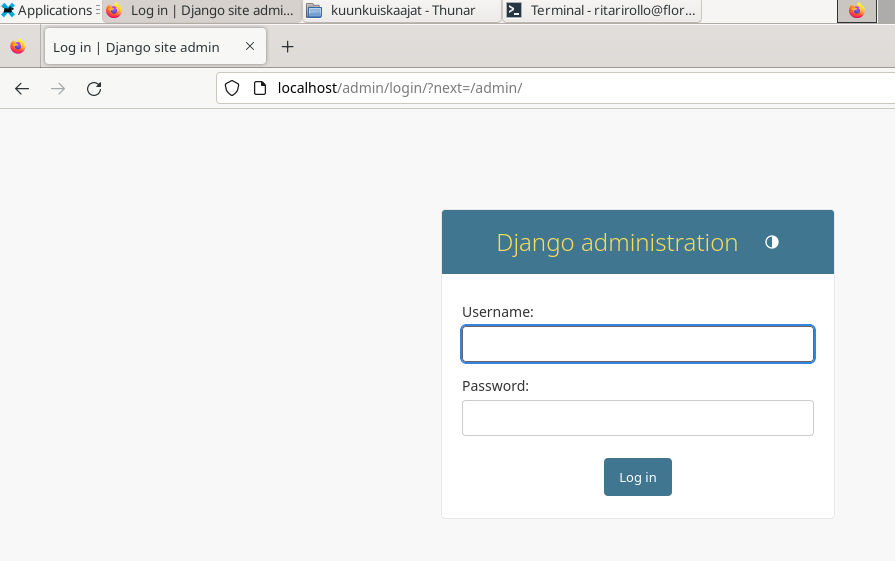 Applications
Log in | Django site admi...
kuunkuiskaajat - Thunar
Terminal - ritarirollo@flor...
Log in | Django site admin
localhost/admin/login/?next=/admin/
Django administration
Username:
Password:
Log in